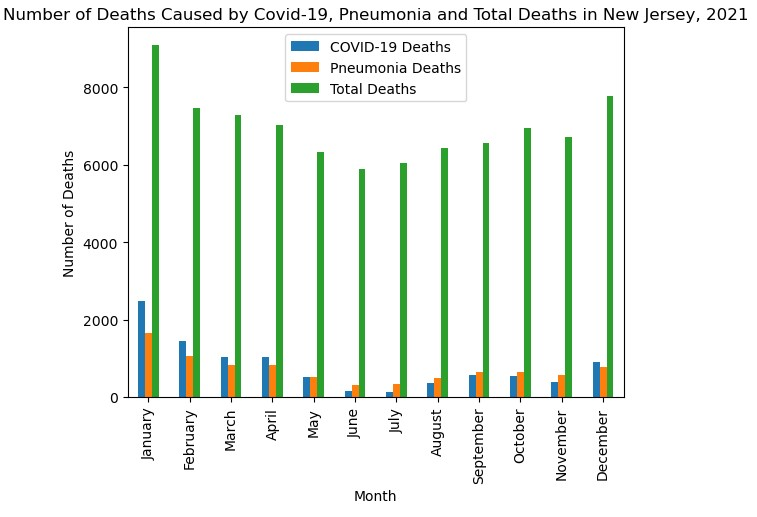 Number of Deaths Caused by Covid-19, Pneumonia and Total Deaths in New Jersey, 2021
COVID-19 Deaths
Pneumonia Deaths
Total Deaths
8000
6000
4000
2000
0
Number of Deaths
January
February
March
April
May
June
July
August
September
October
November
December
Month